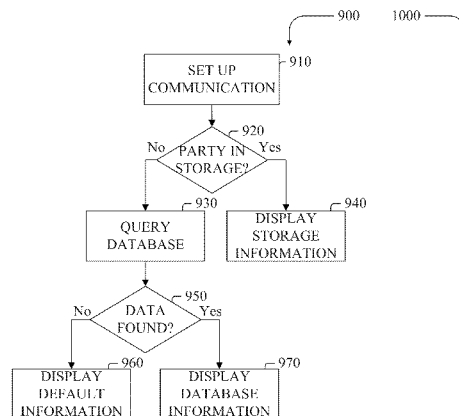 900 1000
910
SET UP
COMMUNICATION
920
No PARTY IN Yes
STORAGE?
930 940
QUERY
DATABASE
DISPLAY
STORAGE
INFORMATION
950
No DATA Yes
FOUND?
960 970
DISPLAY
DEFAULT
INFORMATION
DISPLAY
DATABASE
INFORMATION